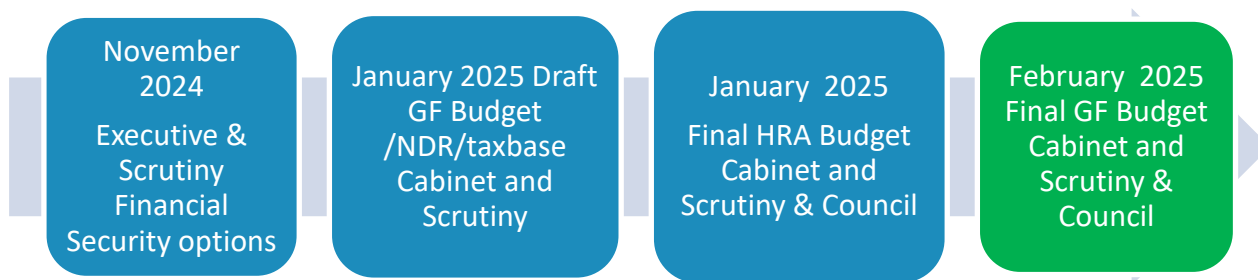 November
2024
Executive &
Scrutiny
Financial
Security options
January 2025 Draft
GF Budget
/NDR/taxbase
Cabinet and
Scrutiny
January  2025
Final HRA Budget
Cabinet and
Scrutiny & Council
February  2025
Final GF Budget
Cabinet and
Scrutiny &
Council